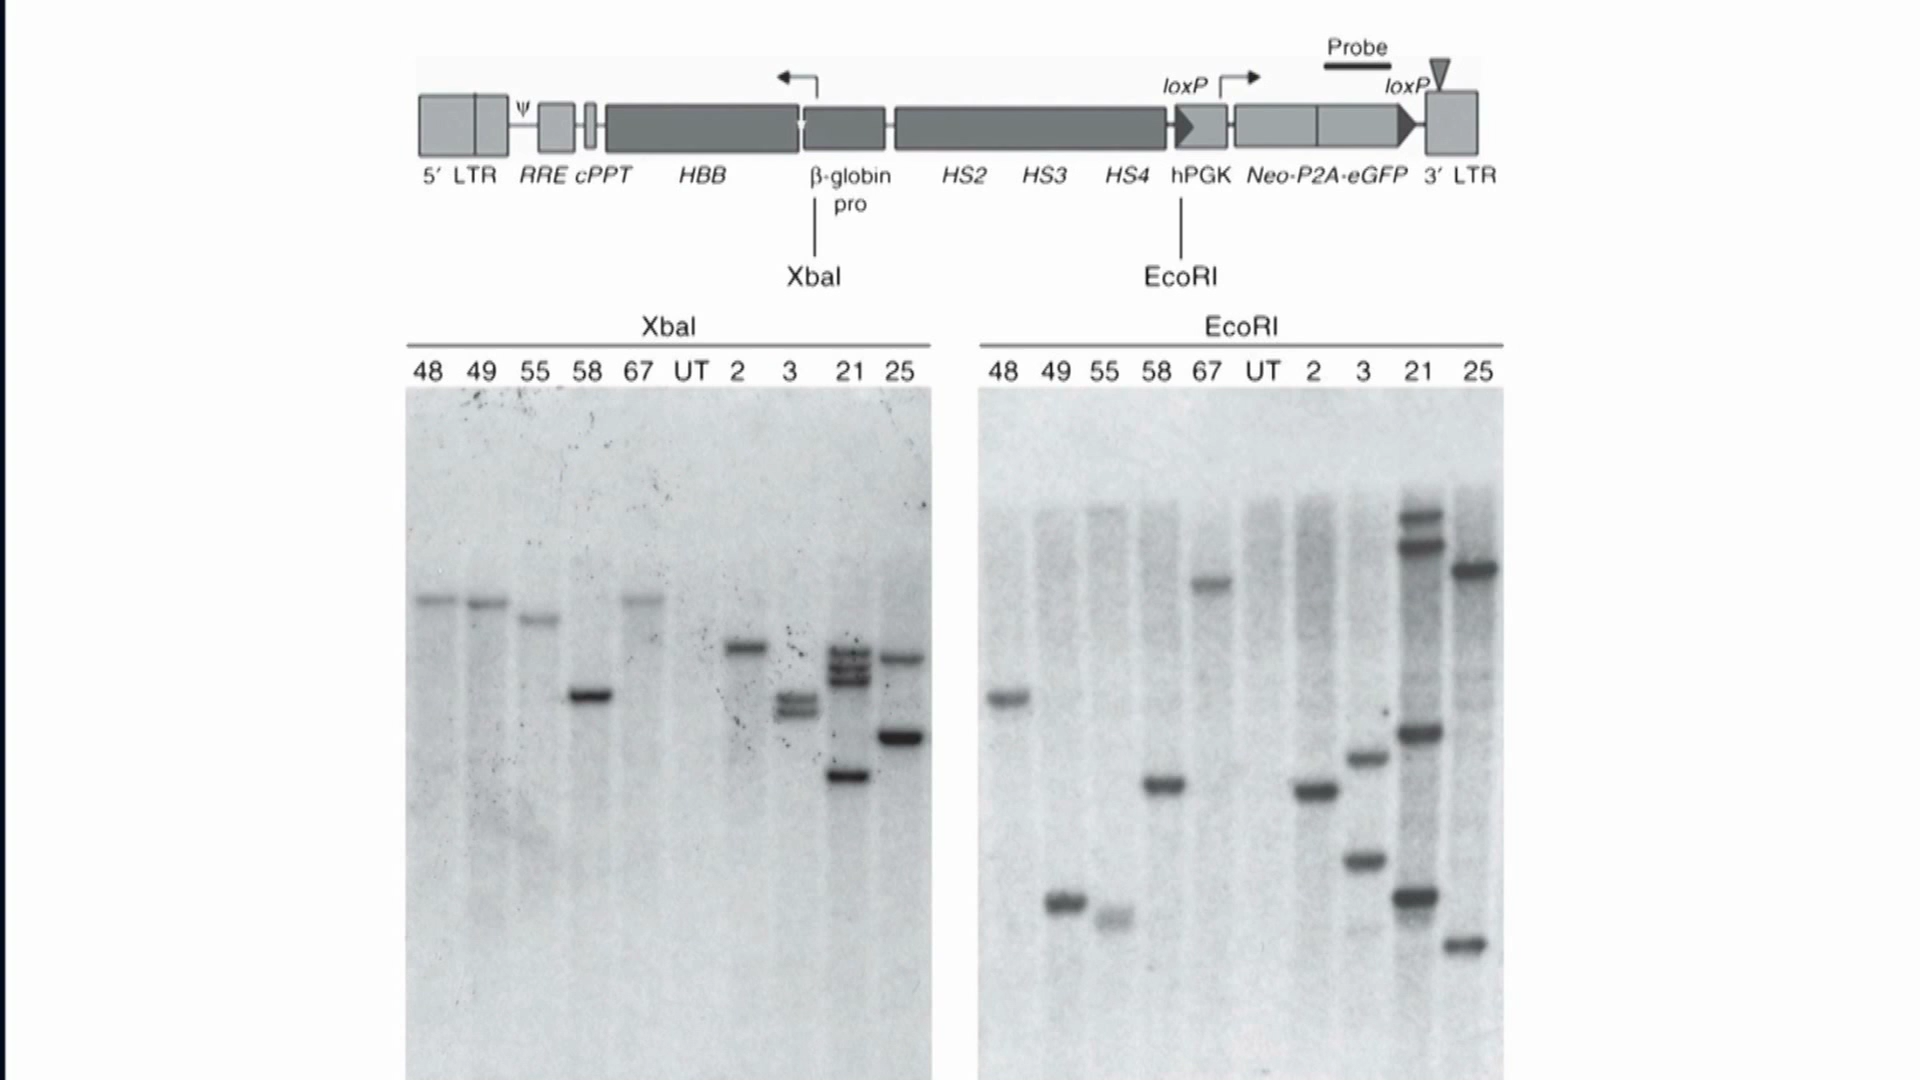 Probe
loxP loxP
ψ
5′ LTR RRE cPPT HBB β-globin pro HS2 HS3 HS4 hPGK Neo-P2A-eGFP 3′ LTR
XbaI EcoRI
XbaI EcoRI
48 49 55 58 67 UT 2 3 21 25 48 49 55 58 67 UT 2 3 21 25